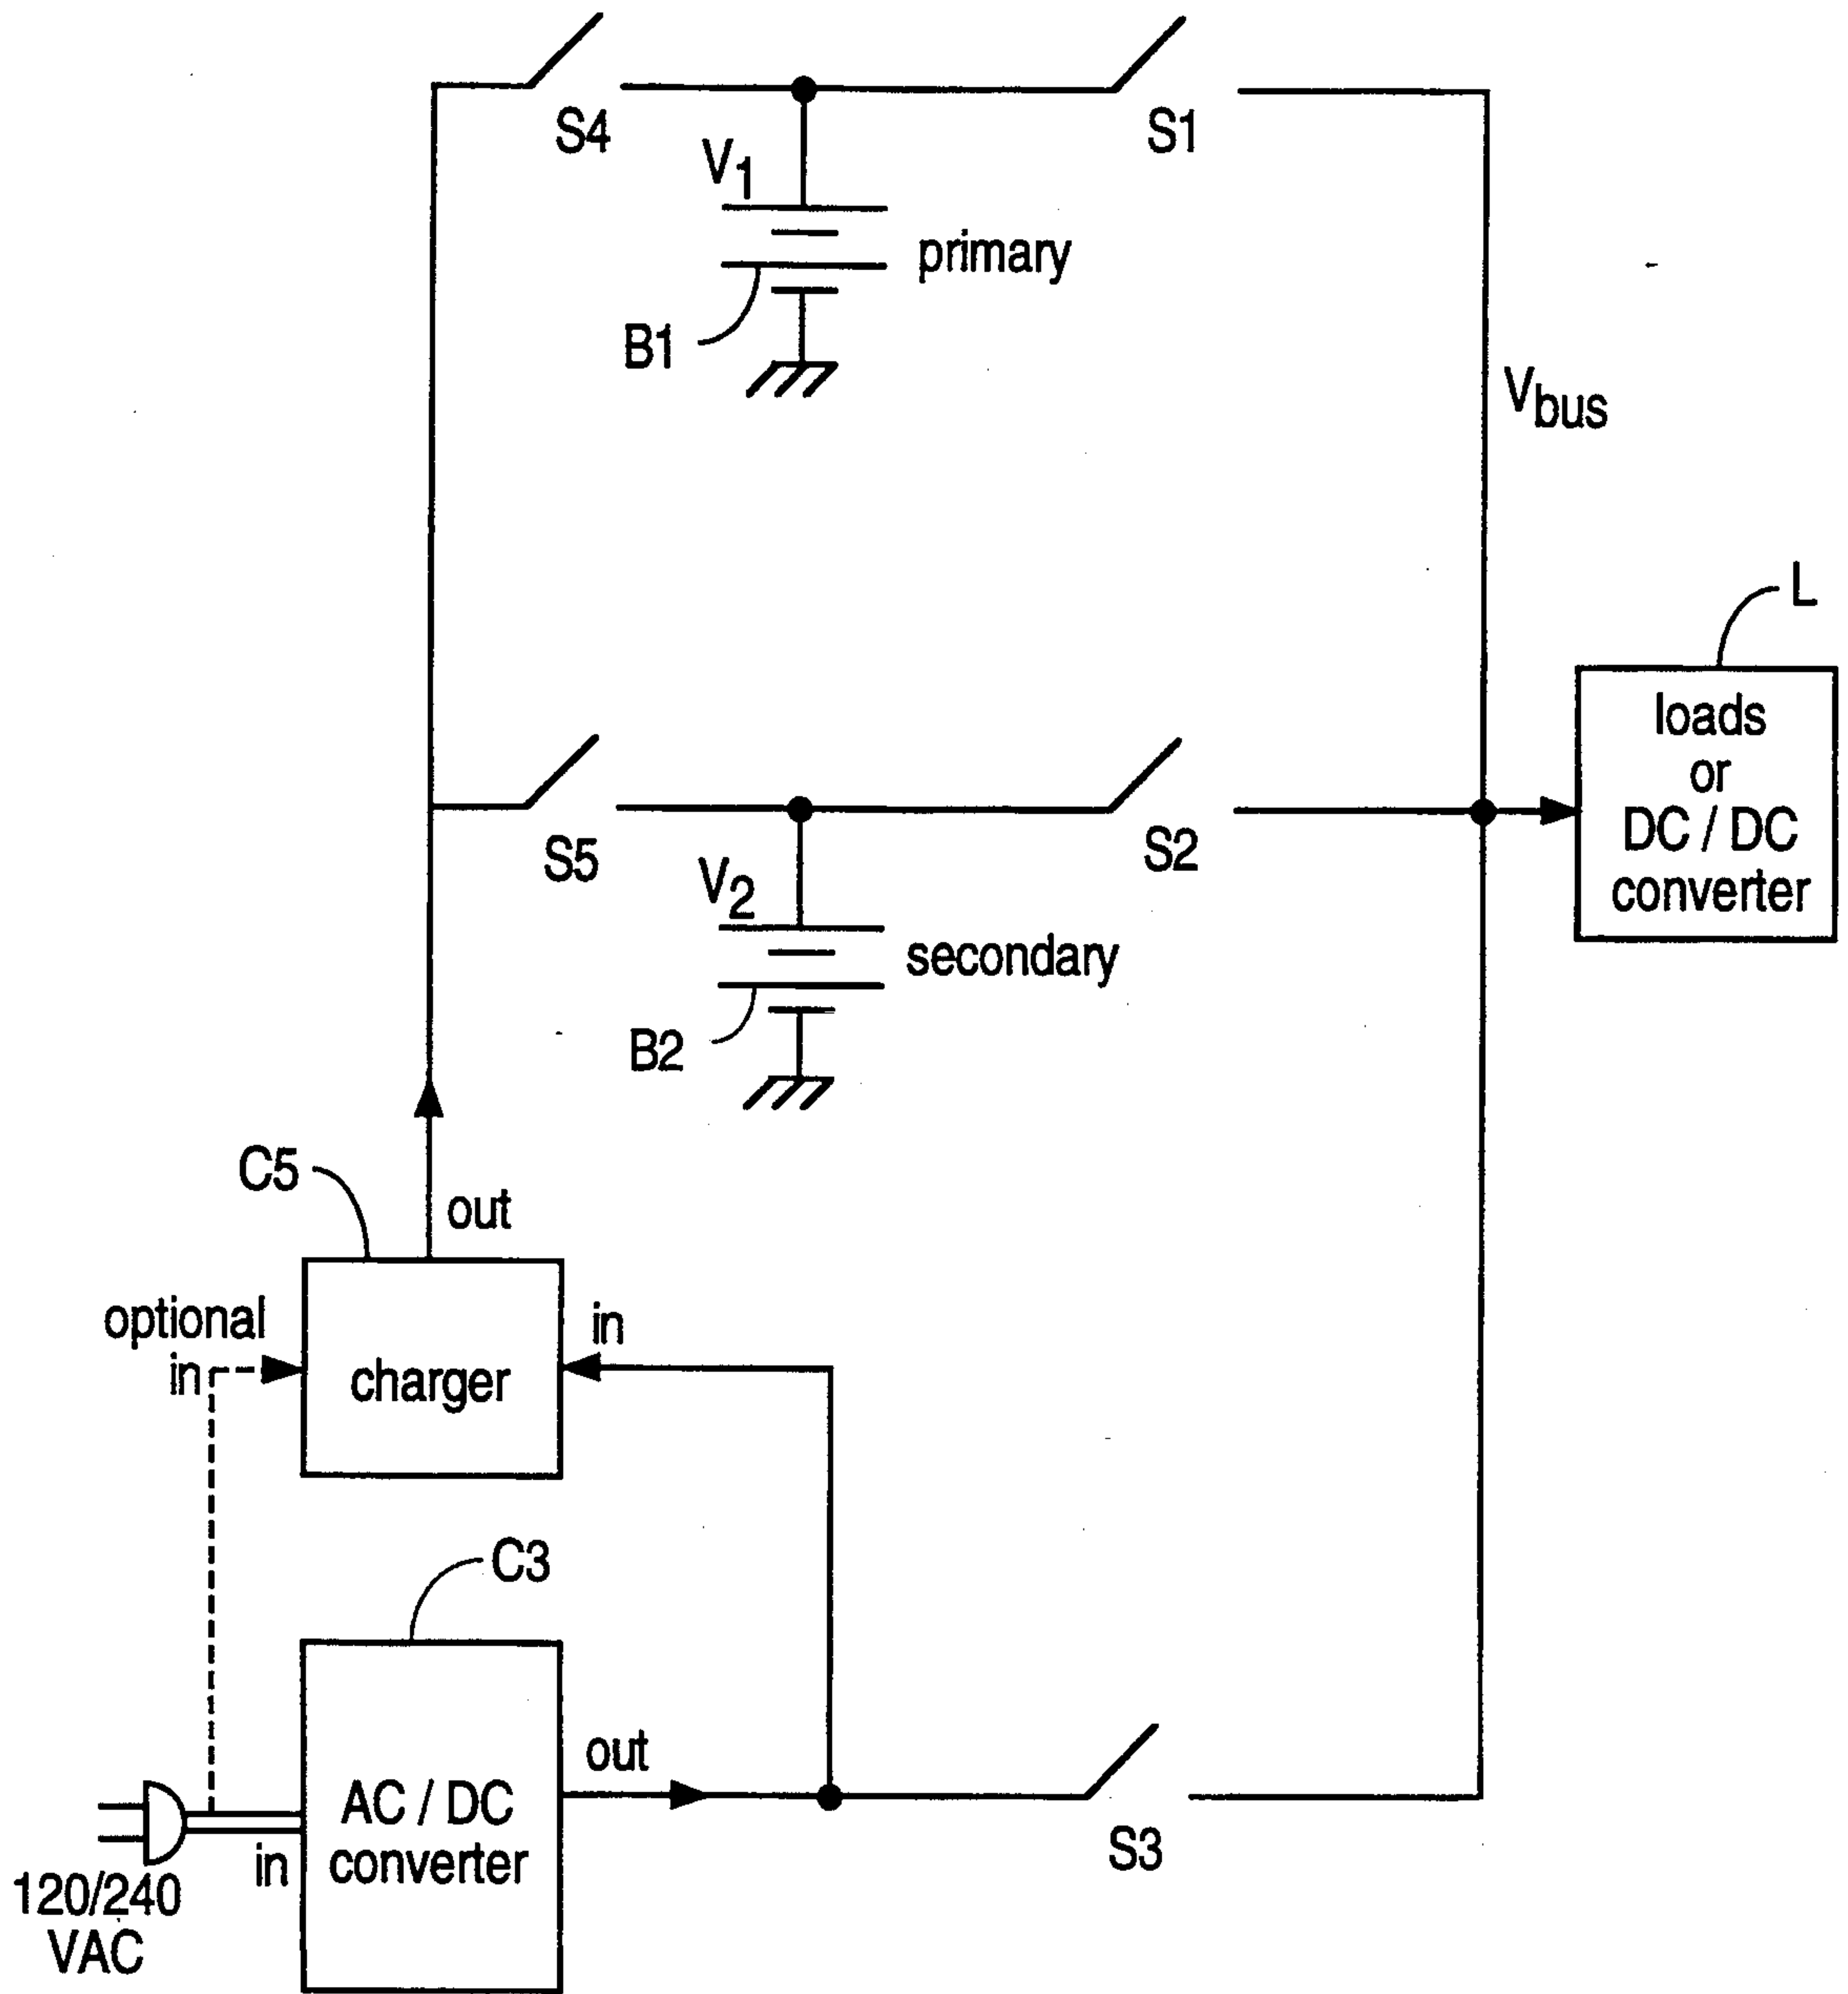 S4
S1
V1
primary
B1
Vbus
L
loads
or
DC / DC
converter
S5
S2
V2
secondary
B2
C5
out
optional
in
in
charger
C3
out
AC / DC
converter
in
S3
120/240
VAC